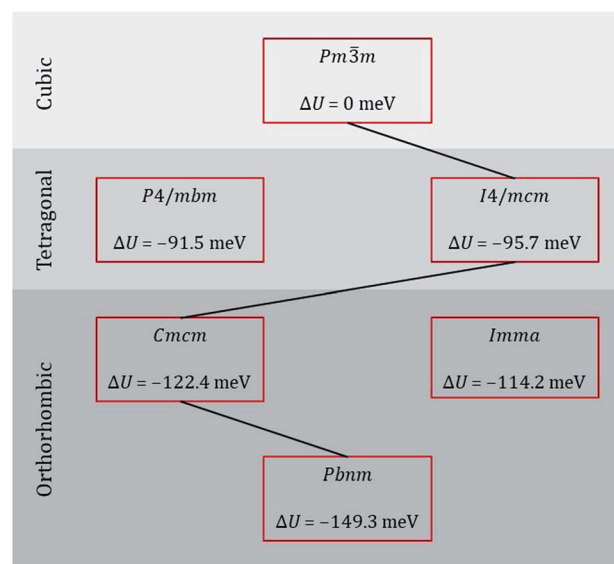 Cubic
Pm3̄m
ΔU = 0 meV
Tetragonal
P4/mbm
ΔU = −91.5 meV
I4/mcm
ΔU = −95.7 meV
Orthorhombic
Cmcm
ΔU = −122.4 meV
Imma
ΔU = −114.2 meV
Pbnm
ΔU = −149.3 meV